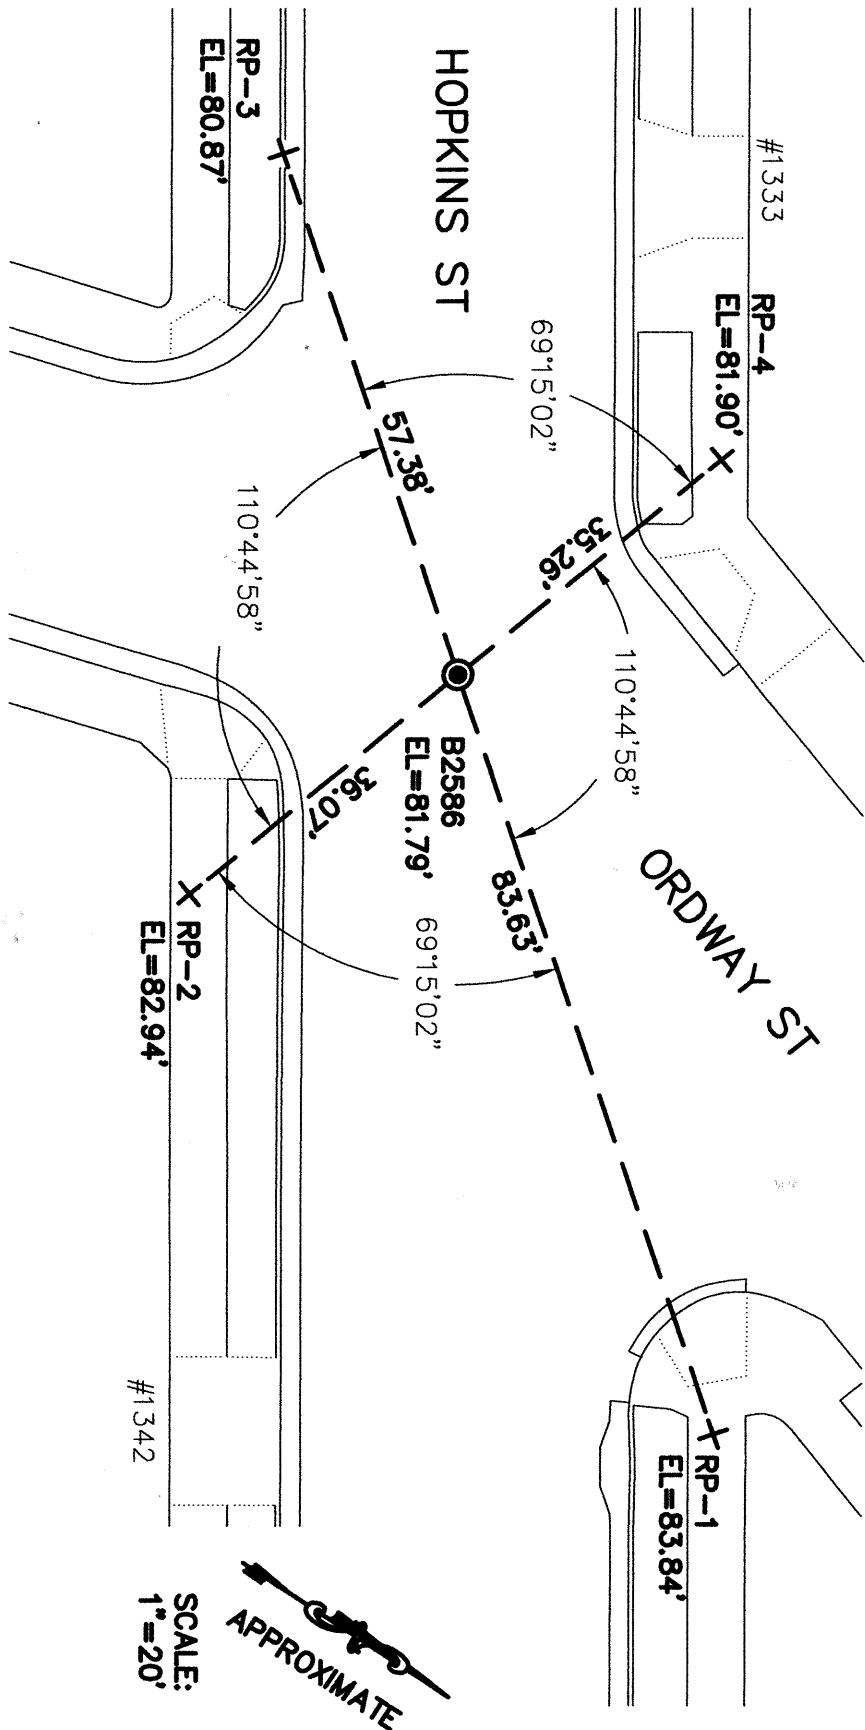 HOPKINS ST
ORDWAY ST
#1333
RP-4
EL=81.90'
RP-3
EL=80.87'
69°15'02"
57.38'
35.26'
110°44'58"
110°44'58"
B2586
EL=81.79'
36.07'
83.63'
69°15'02"
RP-2
EL=82.94'
RP-1
EL=83.84'
#1342
APPROXIMATE
SCALE:
1"=20'